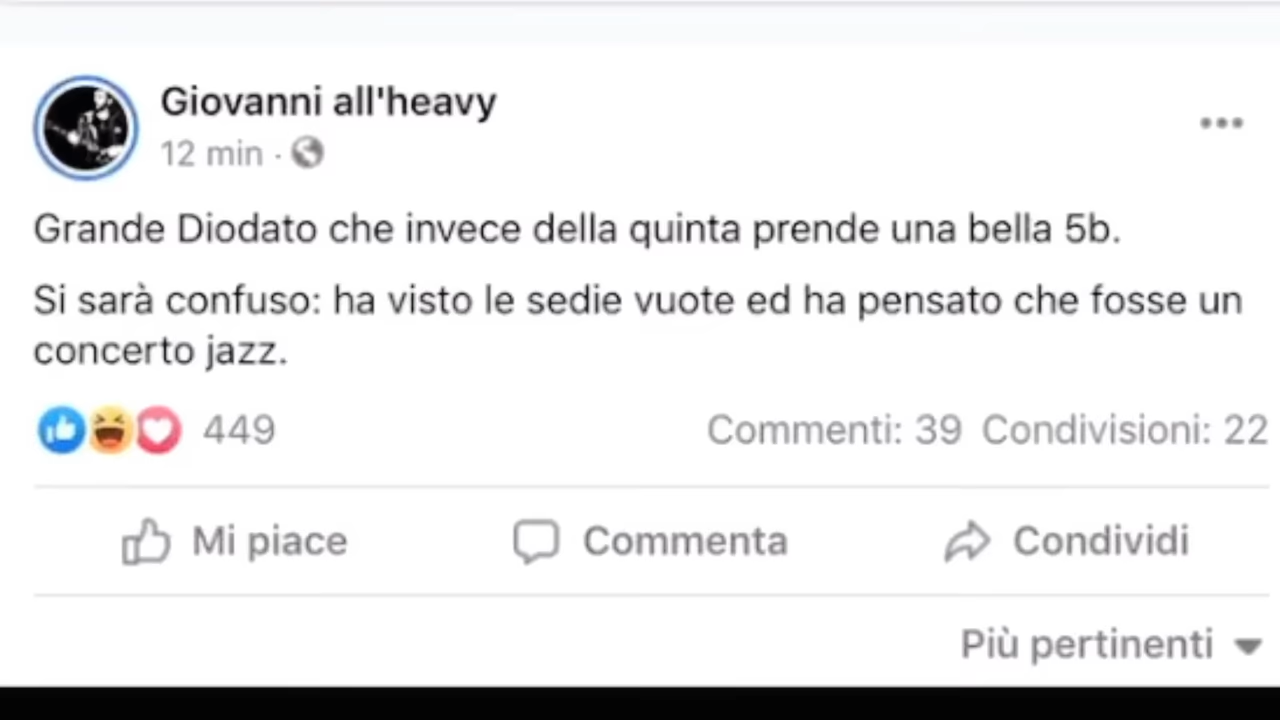 Giovanni all'heavy
12 min ·
Grande Diodato che invece della quinta prende una bella 5b.
Si sarà confuso: ha visto le sedie vuote ed ha pensato che fosse un
concerto jazz.
449 Commenti: 39 Condivisioni: 22
Mi piace Commenta Condividi
Più pertinenti